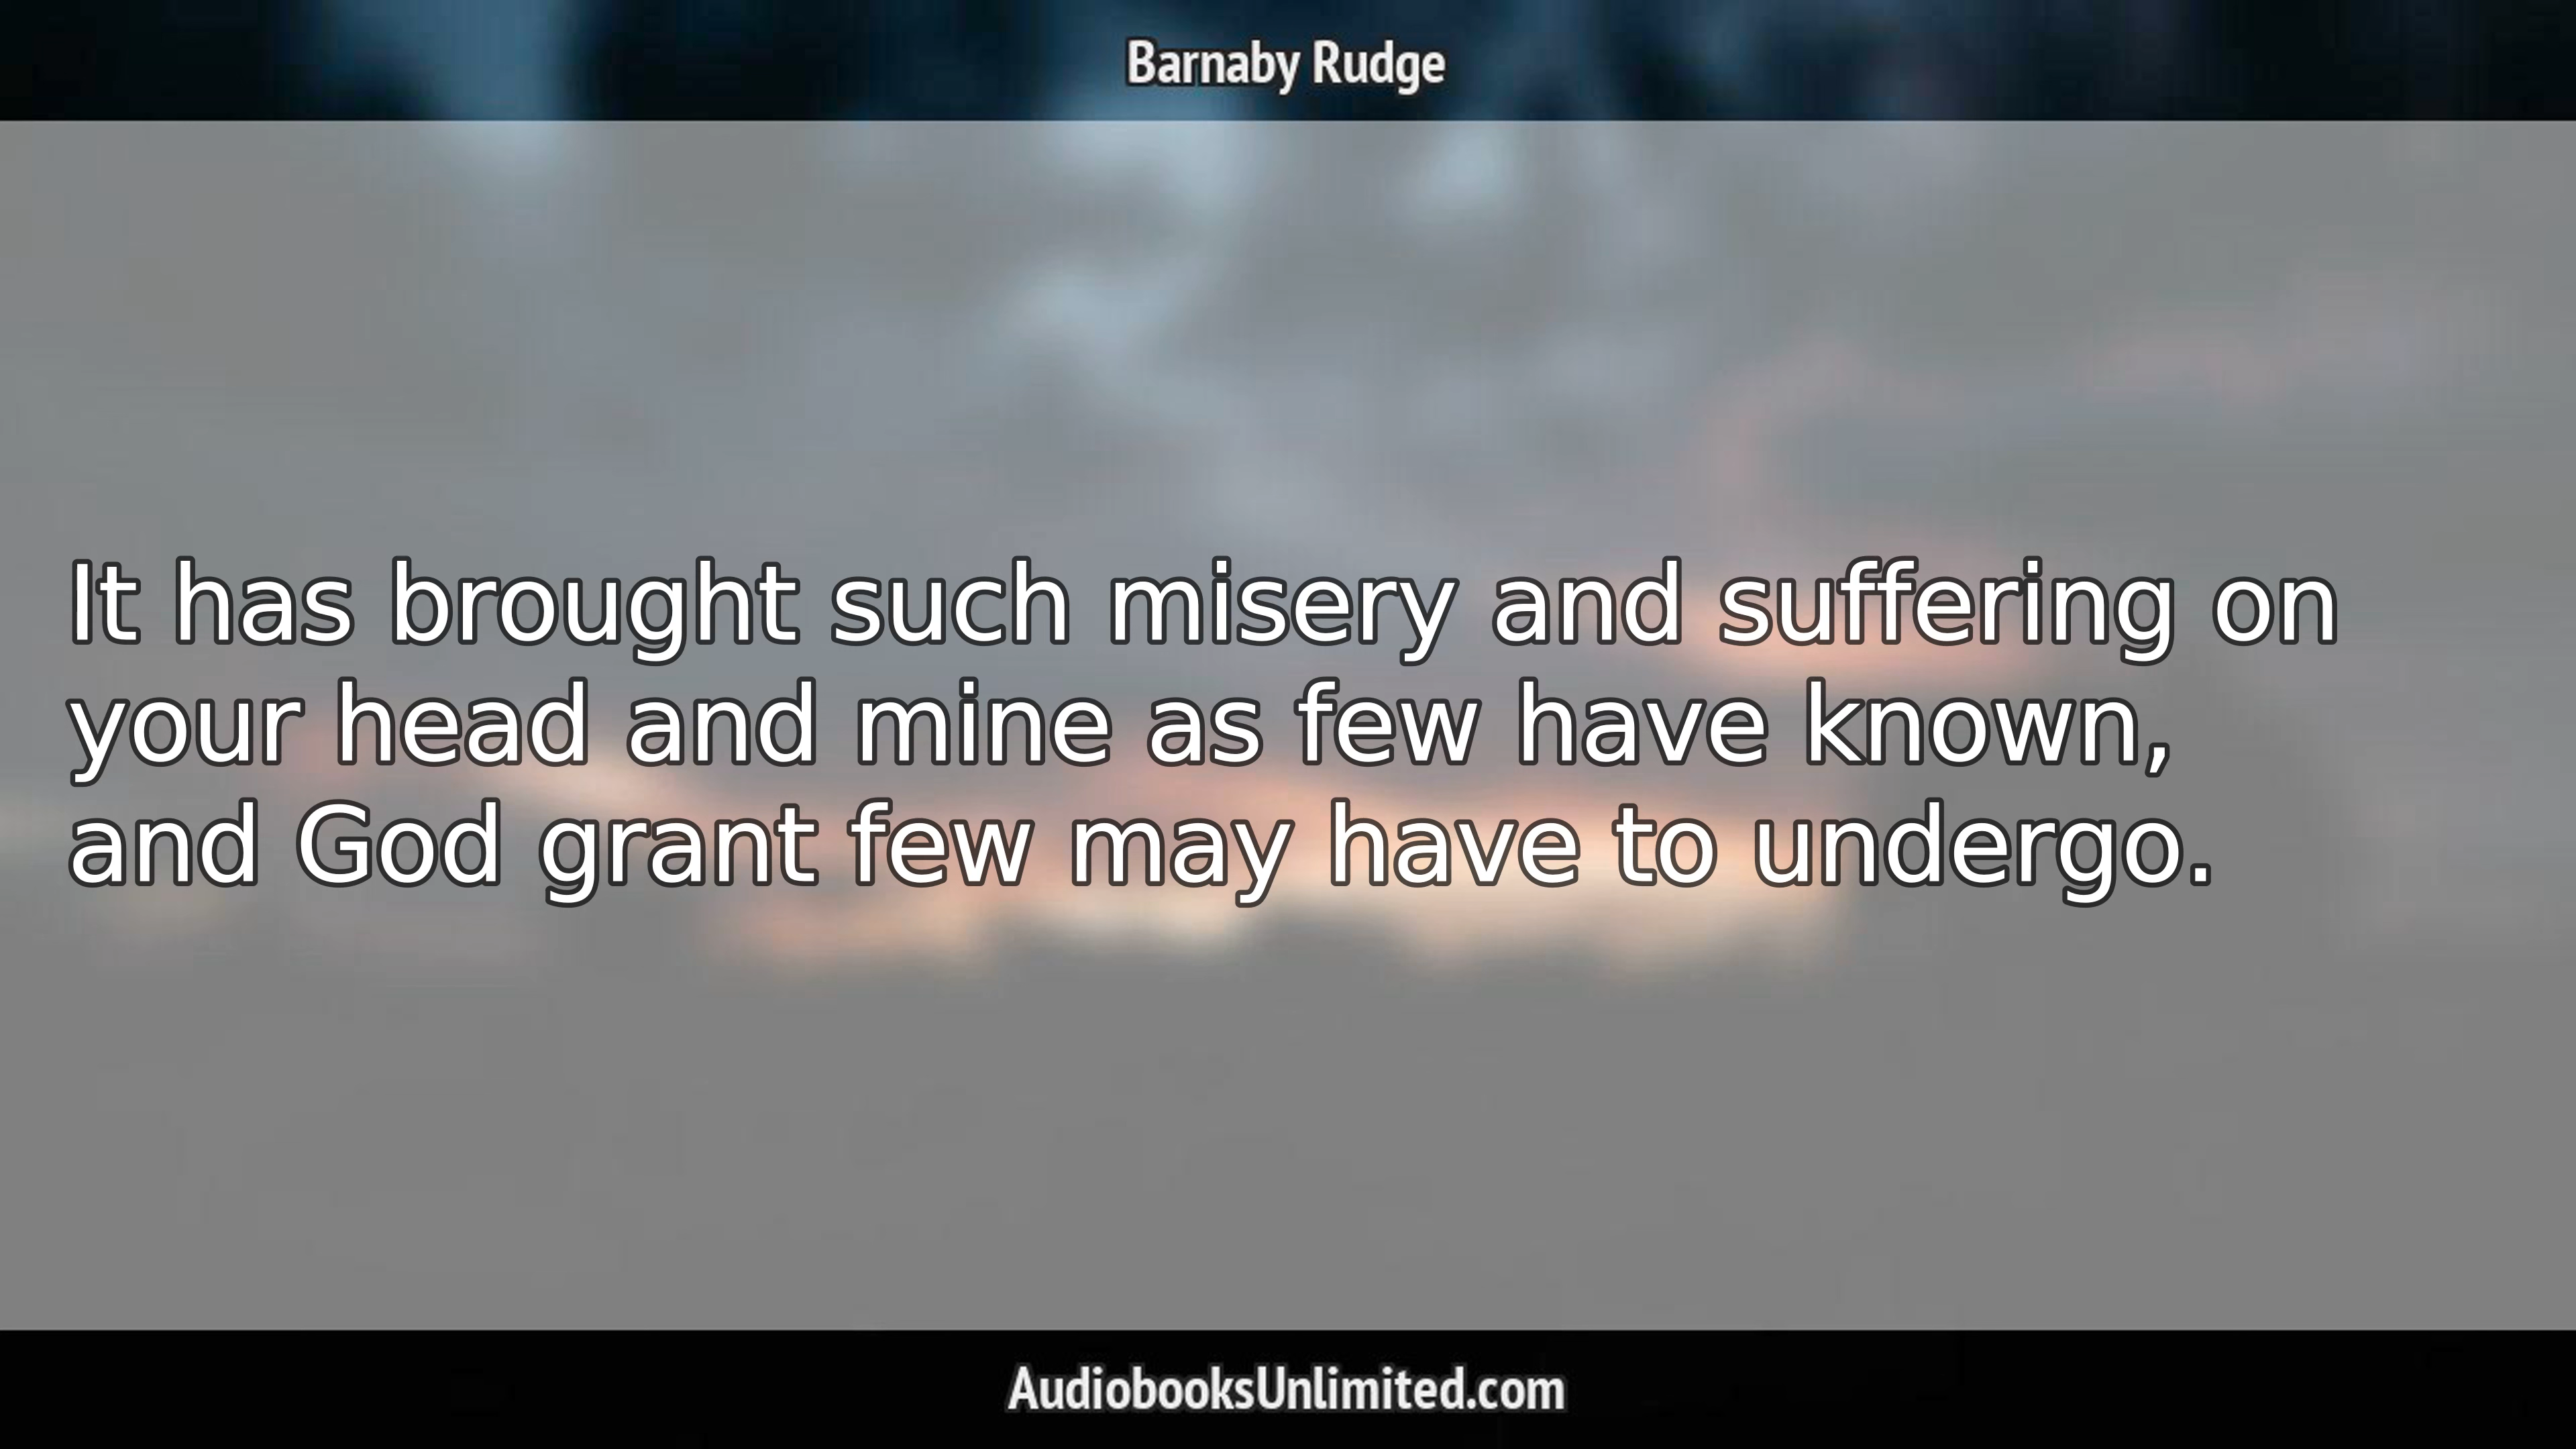 Barnaby Rudge
It has brought such misery and suffering on
your head and mine as few have known,
and God grant few may have to undergo.
AudiobooksUnlimited.com